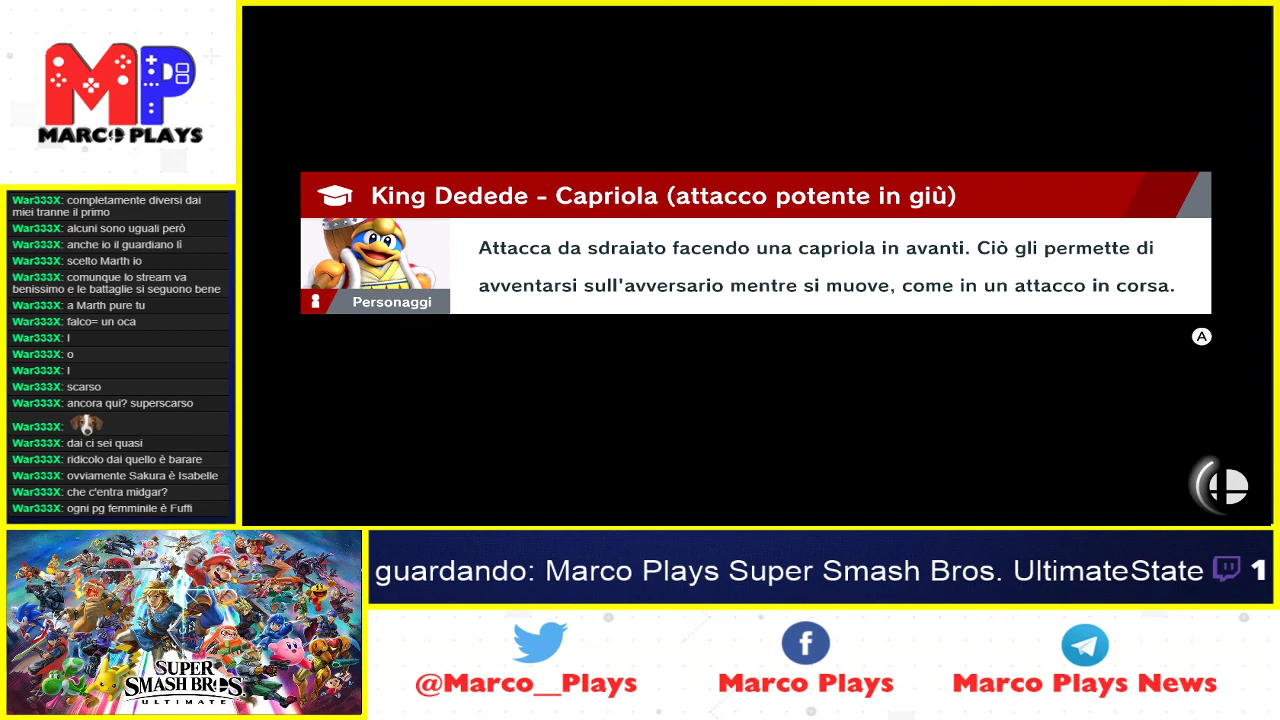 MP
MARCO PLAYS
War333X: completamente diversi dai
miei tranne il primo
War333X: alcuni sono uguali però
War333X: anche io il guardiano lì
War333X: scelto Marth io
War333X: comunque lo stream va
benissimo e le battaglie si seguono bene
War333X: a Marth pure tu
War333X: falco= un oca
War333X: l
War333X: o
War333X: l
War333X: scarso
War333X: ancora qui? superscarso
War333X:
War333X: dai ci sei quasi
War333X: ridicolo dai quello è barare
War333X: ovviamente Sakura è Isabelle
War333X: che c'entra midgar?
War333X: ogni pg femminile è Fuffi
King Dedede - Capriola (attacco potente in giù)
Attacca da sdraiato facendo una capriola in avanti. Ciò gli permette di
avventarsi sull'avversario mentre si muove, come in un attacco in corsa.
Personaggi
A
SUPER
SMASH BROS.
ULTIMATE
guardando: Marco Plays Super Smash Bros. UltimateState 1
@Marco__Plays
Marco Plays
Marco Plays News